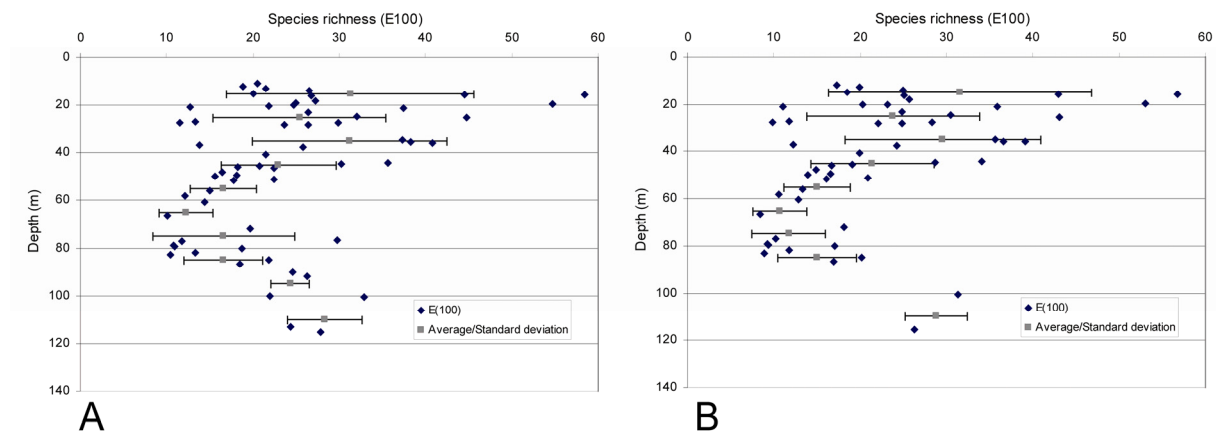 Species richness (E100)
0 10 20 30 40 50 60
0
20
40
60
80
100
120
140
Depth (m)
E(100)
Average/Standard deviation
A
Species richness (E100)
0 10 20 30 40 50 60
0
20
40
60
80
100
120
140
Depth (m)
E(100)
Average/Standard deviation
B